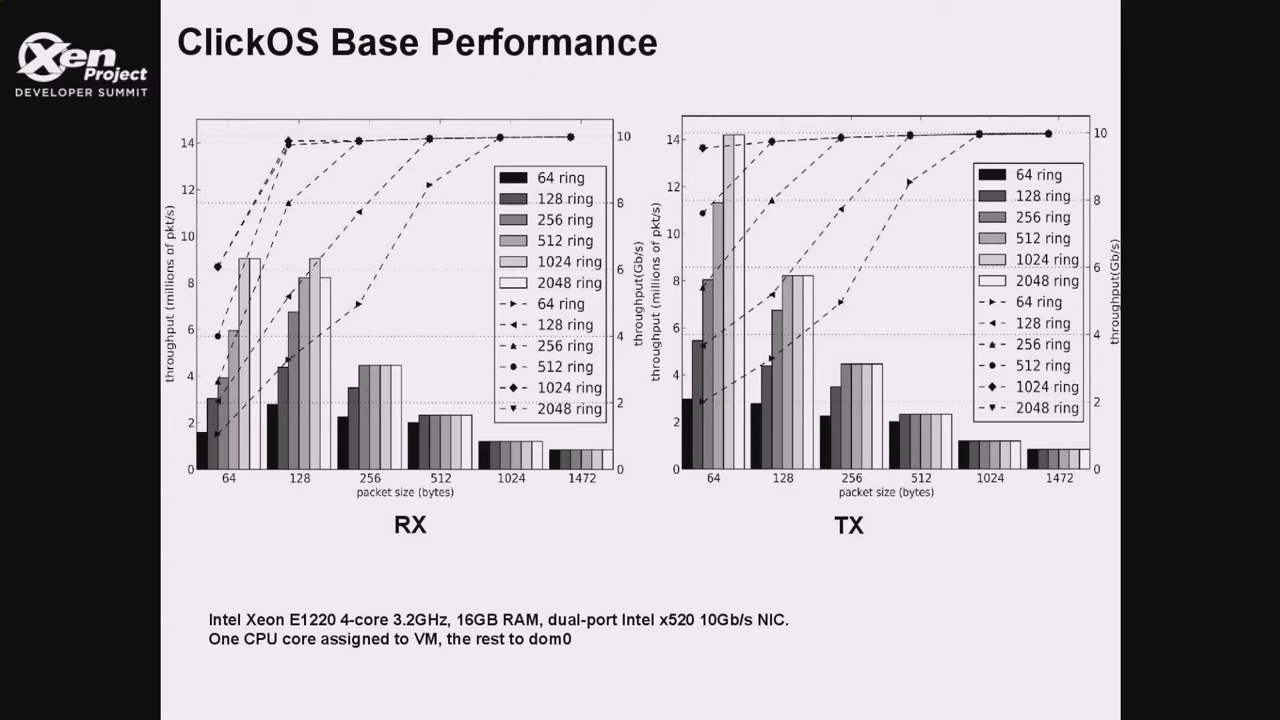 Xen
Project
DEVELOPER SUMMIT
ClickOS Base Performance
throughput (millions of pkt/s)
14
12
10
8
6
4
2
0
64 ring
128 ring
256 ring
512 ring
1024 ring
2048 ring
64 ring
128 ring
256 ring
512 ring
1024 ring
2048 ring
10
8
6
4
2
0
throughput(Gb/s)
64 128 256 512 1024 1472
packet size (bytes)
RX
throughput (millions of pkt/s)
14
12
10
8
6
4
2
0
64 ring
128 ring
256 ring
512 ring
1024 ring
2048 ring
64 ring
128 ring
256 ring
512 ring
1024 ring
2048 ring
10
8
6
4
2
0
throughput(Gb/s)
64 128 256 512 1024 1472
packet size (bytes)
TX
Intel Xeon E1220 4-core 3.2GHz, 16GB RAM, dual-port Intel x520 10Gb/s NIC.
One CPU core assigned to VM, the rest to dom0